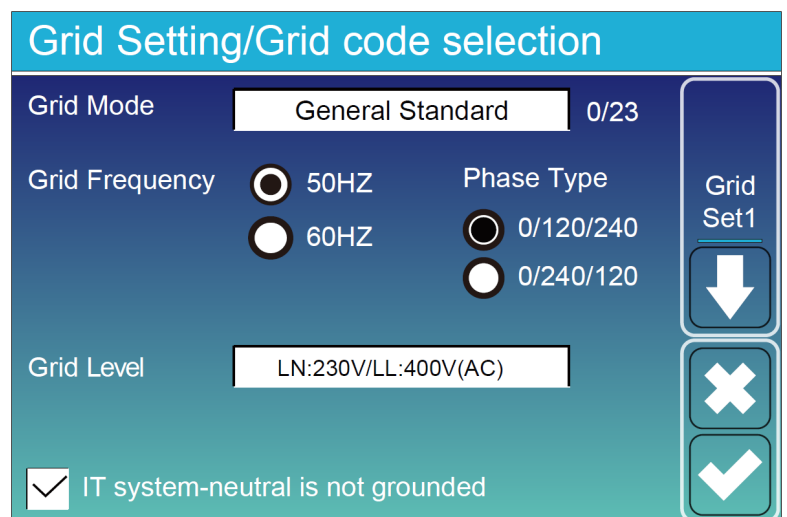 Grid Setting/Grid code selection
Grid Mode General Standard 0/23
Grid Frequency 50HZ Phase Type
60HZ 0/120/240
0/240/120
Grid Set1
Grid Level LN:230V/LL:400V(AC)
IT system-neutral is not grounded